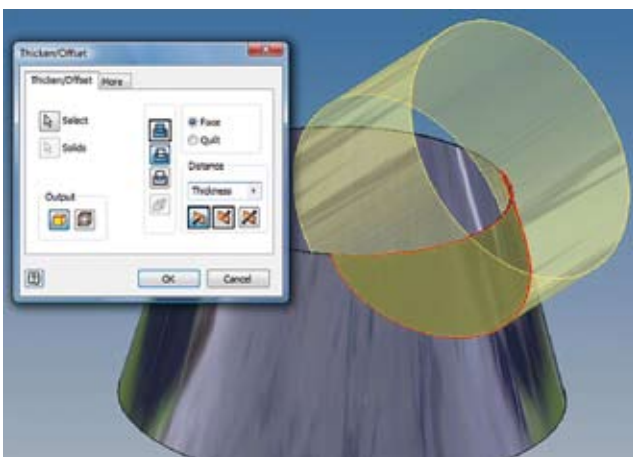 Thicken/Offset
Thicken/Offset
More
Select
Solids
Face
Quilt
Distance
Thickness
Output
OK
Cancel